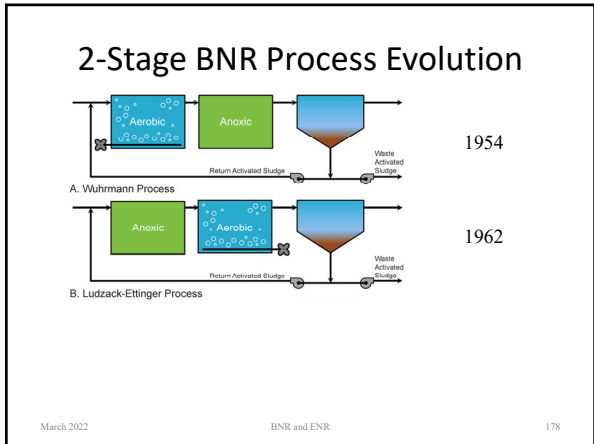 2-Stage BNR Process Evolution
Aerobic
Anoxic
1954
Return Activated Sludge
Waste
Activated
Sludge
A. Wuhrmann Process
Anoxic
Aerobic
1962
Return Activated Sludge
Waste
Activated
Sludge
B. Ludzack-Ettinger Process
March 2022
BNR and ENR
178